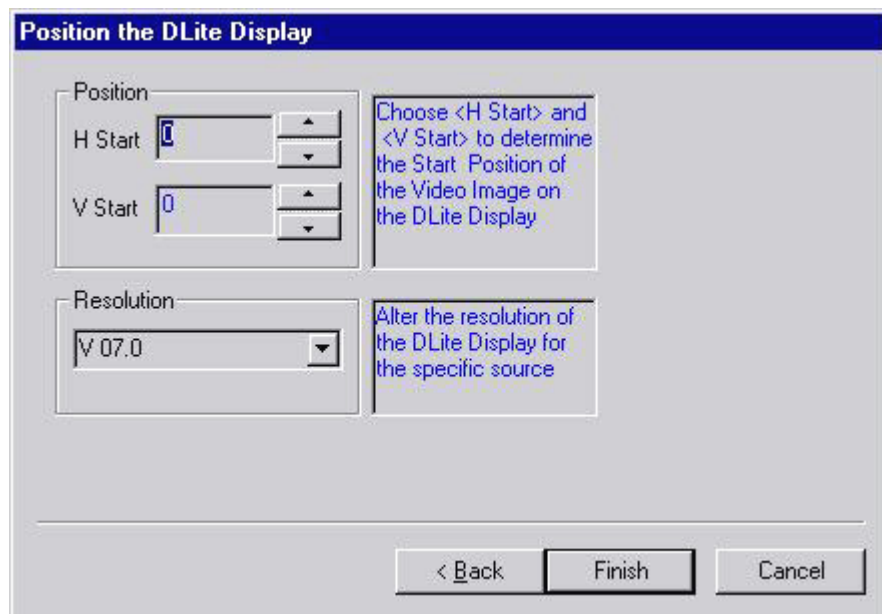 Position the DLite Display
Position
H Start 0
V Start 0
Choose <H Start> and
<V Start> to determine
the Start Position of
the Video Image on
the DLite Display
Resolution
V 07.0
Alter the resolution of
the DLite Display for
the specific source
< Back
Finish
Cancel